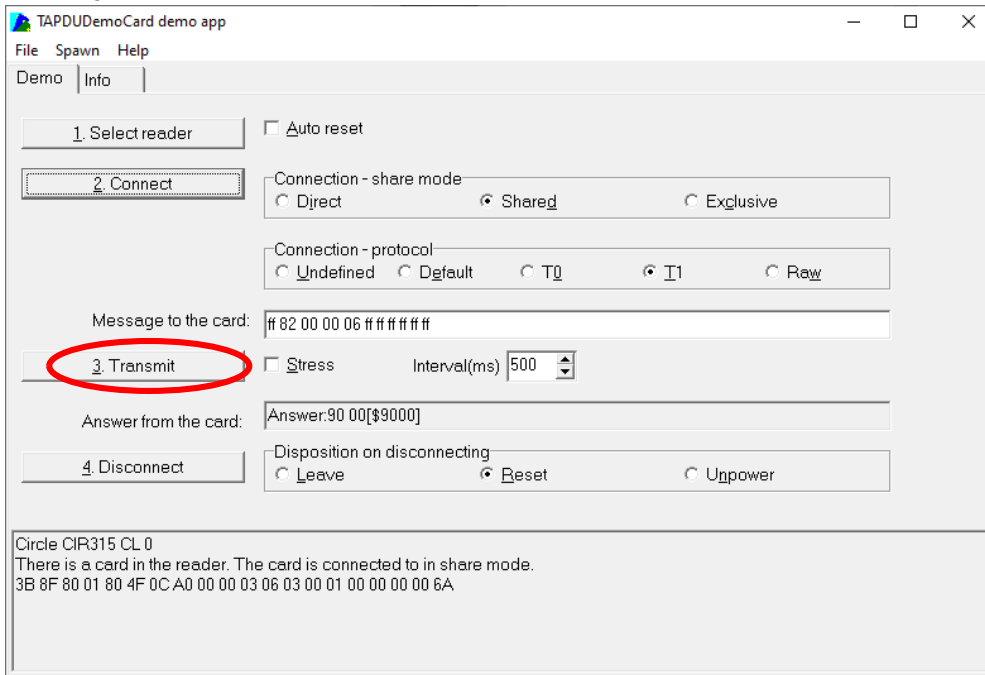 TAPDUDemoCard demo app
File Spawn Help
Demo Info
1. Select reader Auto reset
2. Connect Connection - share mode
Direct Shared Exclusive
Connection - protocol
Undefined Default T0 T1 Raw
Message to the card: ff 82 00 00 06 ff ff ff ff ff ff
3. Transmit Stress Interval(ms) 500
Answer from the card: Answer:90 00[$9000]
4. Disconnect Disposition on disconnecting
Leave Reset Unpower
Circle CIR315 CL 0
There is a card in the reader. The card is connected to in share mode.
3B 8F 80 01 80 4F 0C A0 00 00 03 06 03 00 01 00 00 00 00 6A